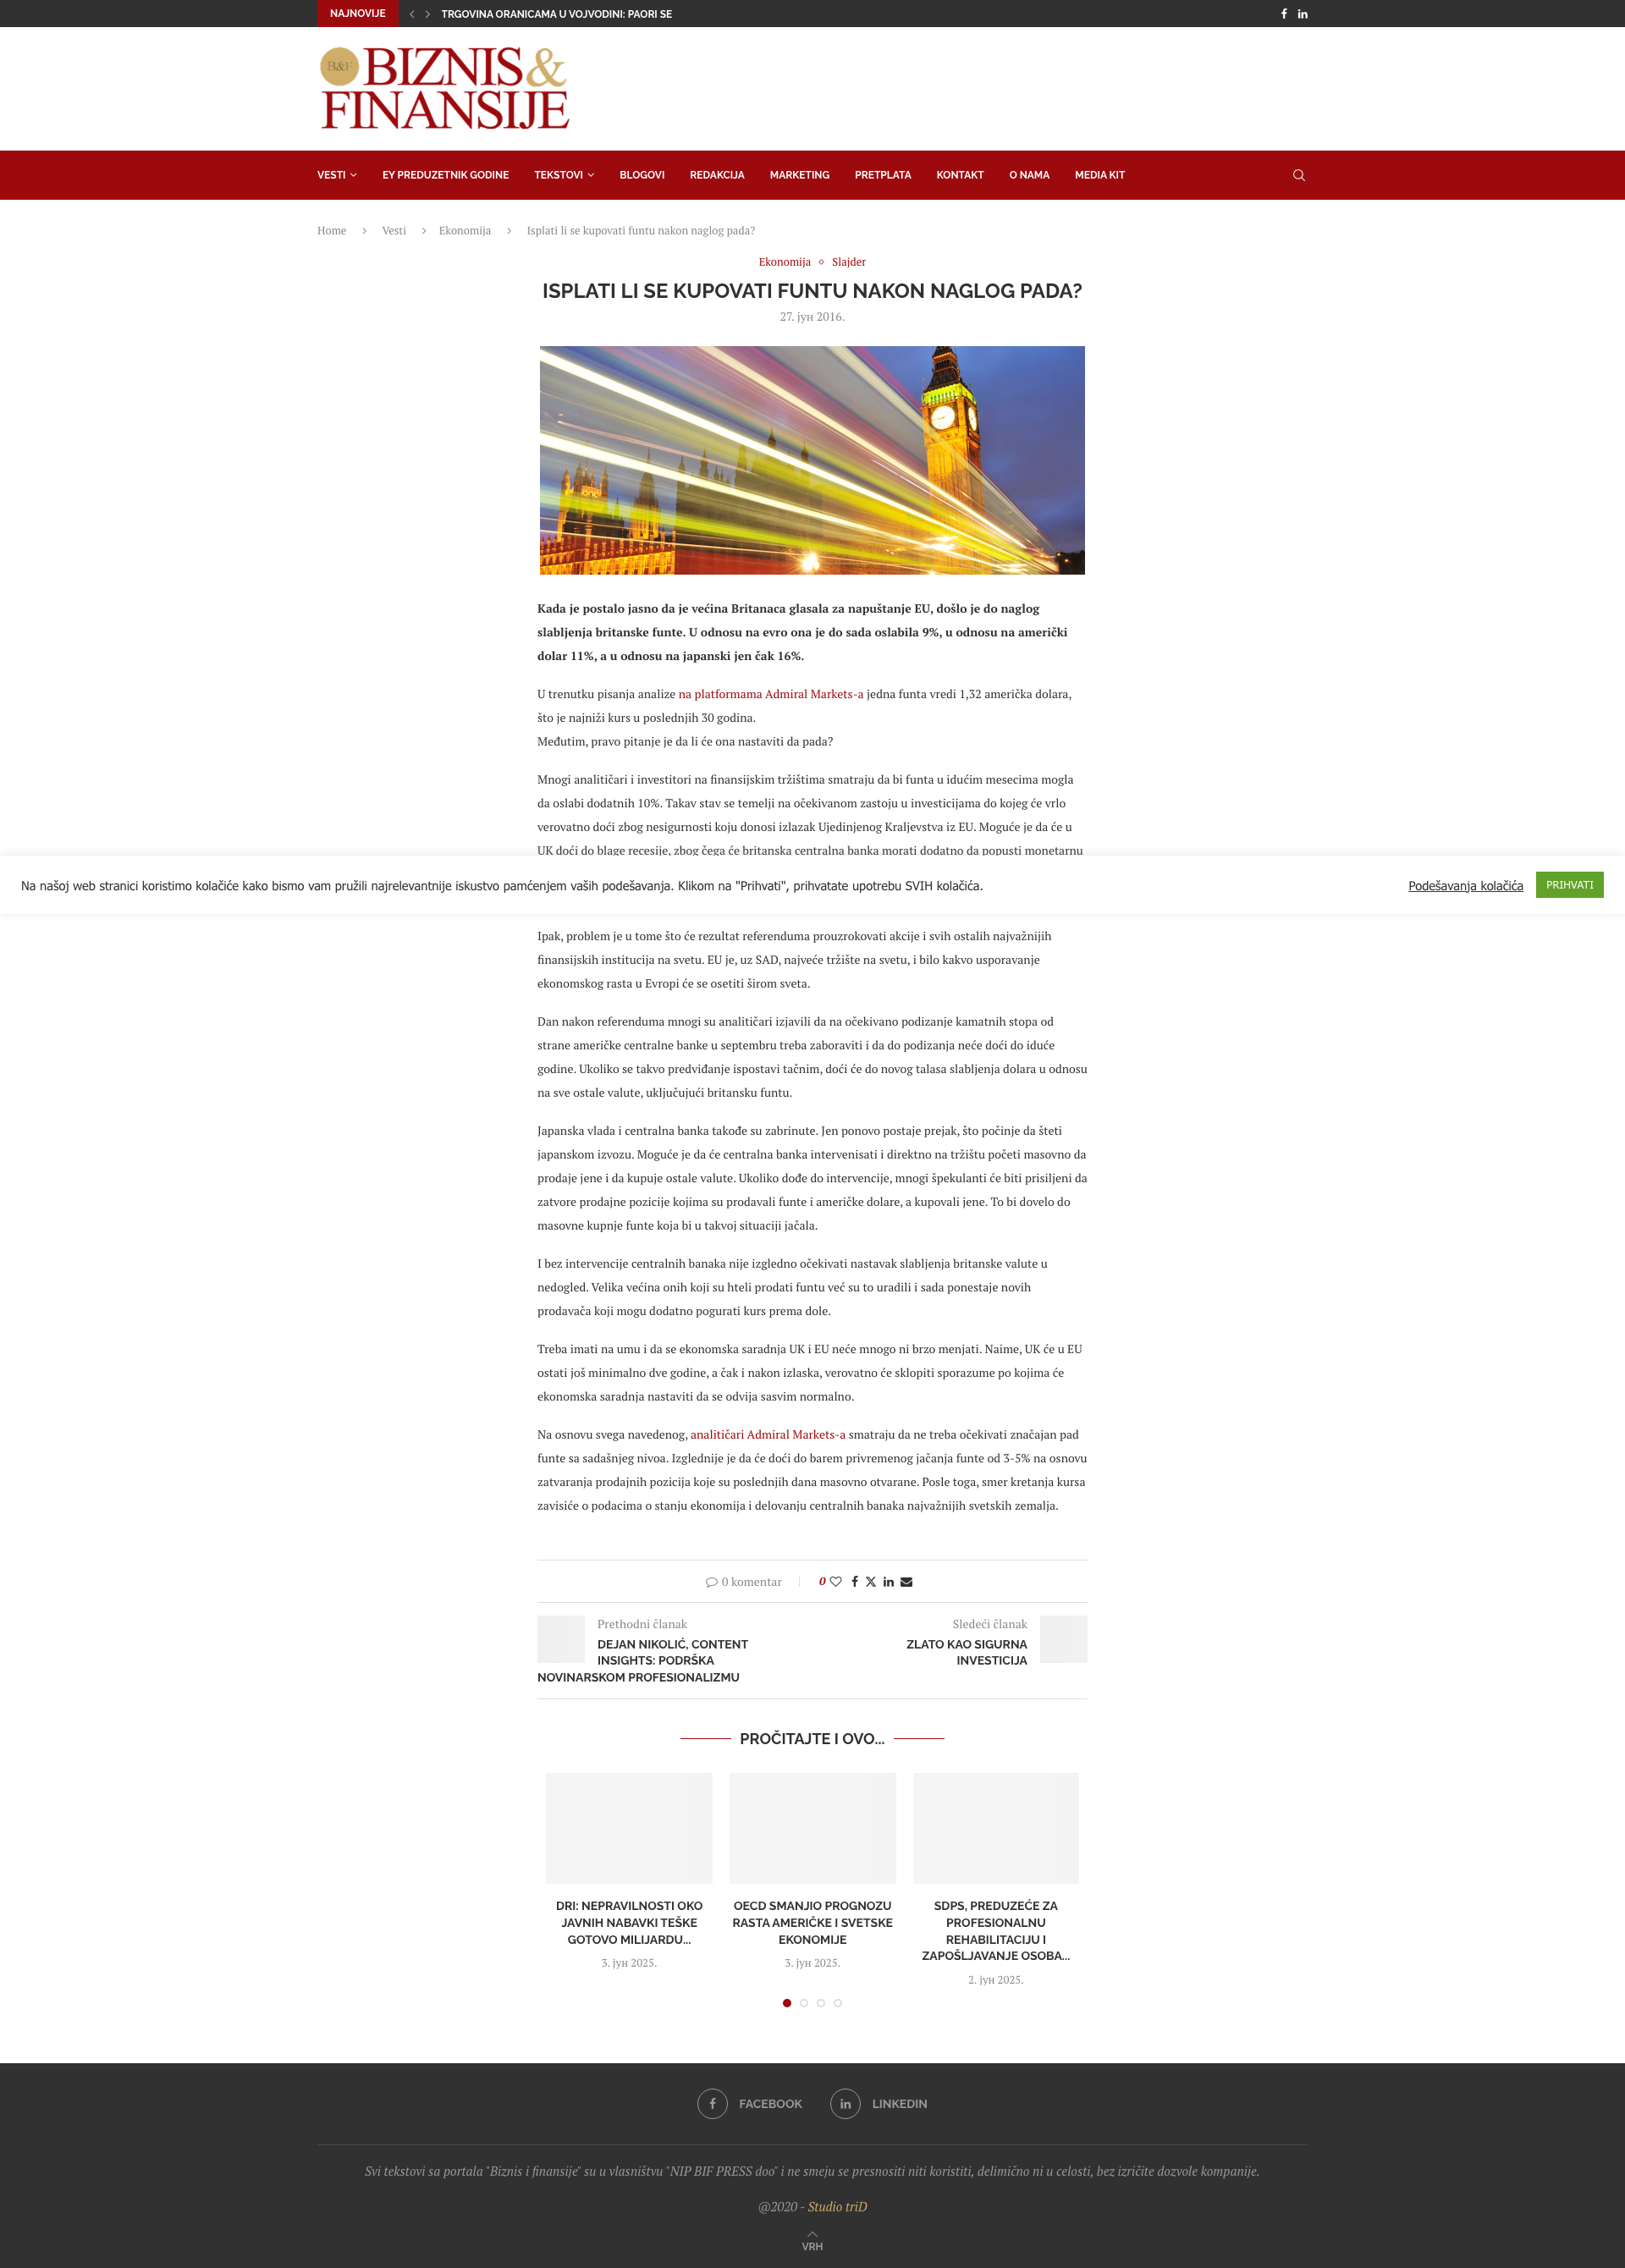 NAJNOVIJE
TRGOVINA ORANICAMA U VOJVODINI: PAORI SE
B&F
BIZNIS&
FINANSIJE
VESTI EY PREDUZETNIK GODINE TEKSTOVI BLOGOVI REDAKCIJA MARKETING PRETPLATA KONTAKT O NAMA MEDIA KIT
Home Vesti Ekonomija Isplati li se kupovati funtu nakon naglog pada?
Ekonomija Slajder
ISPLATI LI SE KUPOVATI FUNTU NAKON NAGLOG PADA?
27. јун 2016.
Kada je postalo jasno da je većina Britanaca glasala za napuštanje EU, došlo je do naglog
slabljenja britanske funte. U odnosu na evro ona je do sada oslabila 9%, u odnosu na američki
dolar 11%, a u odnosu na japanski jen čak 16%.
U trenutku pisanja analize na platformama Admiral Markets-a jedna funta vredi 1,32 američka dolara,
što je najniži kurs u poslednjih 30 godina.
Međutim, pravo pitanje je da li će ona nastaviti da pada?
Mnogi analitičari i investitori na finansijskim tržištima smatraju da bi funta u idućim mesecima mogla
da oslabi dodatnih 10%. Takav stav se temelji na očekivanom zastoju u investicijama do kojeg će vrlo
verovatno doći zbog nesigurnosti koju donosi izlazak Ujedinjenog Kraljevstva iz EU. Moguće je da će u
UK doći do blage recesije, zbog čega će britanska centralna banka morati dodatno da popusti monetarnu
Na našoj web stranici koristimo kolačiće kako bismo vam pružili najrelevantnije iskustvo pamćenjem vaših podešavanja. Klikom na "Prihvati", prihvatate upotrebu SVIH kolačića.
Podešavanja kolačića
PRIHVATI
Ipak, problem je u tome što će rezultat referenduma prouzrokovati akcije i svih ostalih najvažnijih
finansijskih institucija na svetu. EU je, uz SAD, najveće tržište na svetu, i bilo kakvo usporavanje
ekonomskog rasta u Evropi će se osetiti širom sveta.
Dan nakon referenduma mnogi su analitičari izjavili da na očekivano podizanje kamatnih stopa od
strane američke centralne banke u septembru treba zaboraviti i da do podizanja neće doći do iduće
godine. Ukoliko se takvo predviđanje ispostavi tačnim, doći će do novog talasa slabljenja dolara u odnosu
na sve ostale valute, uključujući britansku funtu.
Japanska vlada i centralna banka takođe su zabrinute. Jen ponovo postaje prejak, što počinje da šteti
japanskom izvozu. Moguće je da će centralna banka intervenisati i direktno na tržištu početi masovno da
prodaje jene i da kupuje ostale valute. Ukoliko dođe do intervencije, mnogi špekulanti će biti prisiljeni da
zatvore prodajne pozicije kojima su prodavali funte i američke dolare, a kupovali jene. To bi dovelo do
masovne kupnje funte koja bi u takvoj situaciji jačala.
I bez intervencije centralnih banaka nije izgledno očekivati nastavak slabljenja britanske valute u
nedogled. Velika većina onih koji su hteli prodati funtu već su to uradili i sada ponestaje novih
prodavača koji mogu dodatno pogurati kurs prema dole.
Treba imati na umu i da se ekonomska saradnja UK i EU neće mnogo ni brzo menjati. Naime, UK će u EU
ostati još minimalno dve godine, a čak i nakon izlaska, verovatno će sklopiti sporazume po kojima će
ekonomska saradnja nastaviti da se odvija sasvim normalno.
Na osnovu svega navedenog, analitičari Admiral Markets-a smatraju da ne treba očekivati značajan pad
funte sa sadašnjeg nivoa. Izglednije je da će doći do barem privremenog jačanja funte od 3-5% na osnovu
zatvaranja prodajnih pozicija koje su poslednjih dana masovno otvarane. Posle toga, smer kretanja kursa
zavisiće o podacima o stanju ekonomija i delovanju centralnih banaka najvažnijih svetskih zemalja.
0 komentar 0
Prethodni članak
DEJAN NIKOLIĆ, CONTENT
INSIGHTS: PODRŠKA
NOVINARSKOM PROFESIONALIZMU
Sledeći članak
ZLATO KAO SIGURNA
INVESTICIJA
PROČITAJTE I OVO...
DRI: NEPRAVILNOSTI OKO
JAVNIH NABAVKI TEŠKE
GOTOVO MILIJARDU...
3. јун 2025.
OECD SMANJIO PROGNOZU
RASTA AMERIČKE I SVETSKE
EKONOMIJE
3. јун 2025.
SDPS, PREDUZEĆE ZA
PROFESIONALNU
REHABILITACIJU I
ZAPOŠLJAVANJE OSOBA...
2. јун 2025.
FACEBOOK LINKEDIN
Svi tekstovi sa portala "Biznis i finansije" su u vlasništvu "NIP BIF PRESS doo" i ne smeju se presnositi niti koristiti, delimično ni u celosti, bez izričite dozvole kompanije.
@2020 - Studio triD
VRH